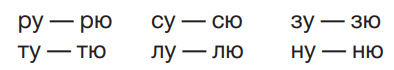 ру — рю су — сю зу — зю
ту — тю лу — лю ну — ню